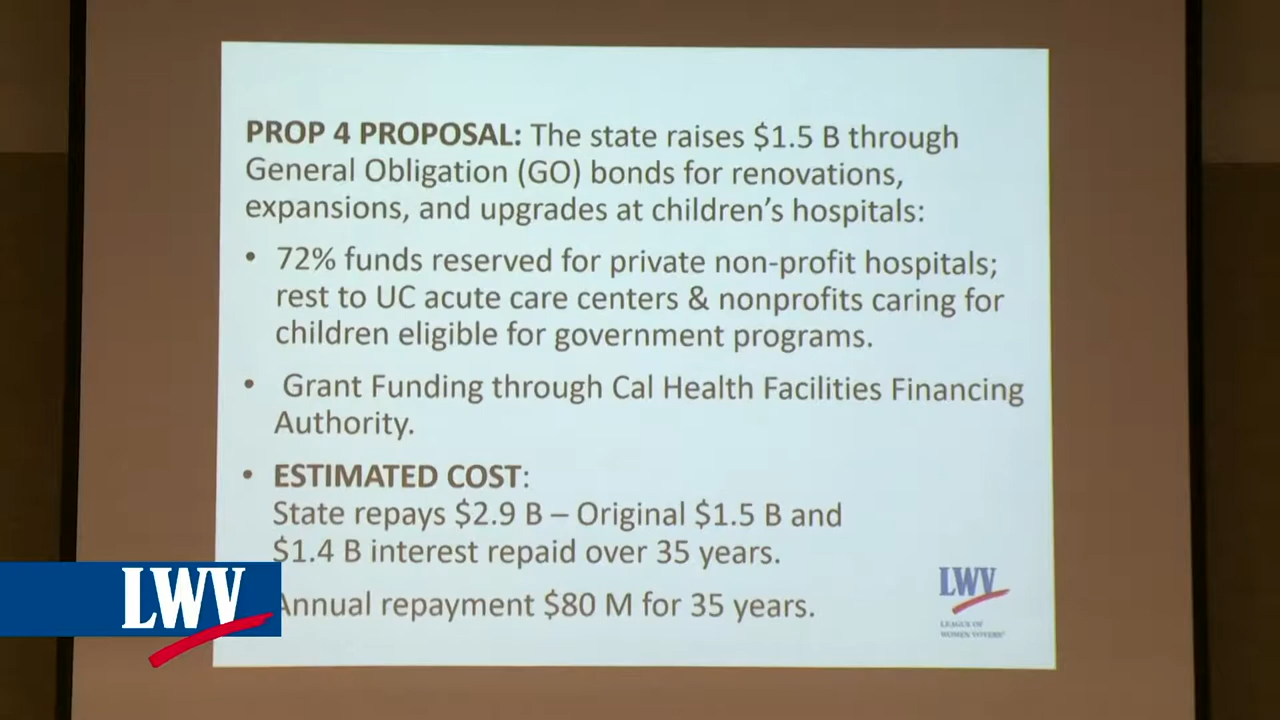 PROP 4 PROPOSAL: The state raises $1.5 B through
General Obligation (GO) bonds for renovations,
expansions, and upgrades at children's hospitals:
• 72% funds reserved for private non-profit hospitals;
rest to UC acute care centers & nonprofits caring for
children eligible for government programs.
• Grant Funding through Cal Health Facilities Financing
Authority.
• ESTIMATED COST:
State repays $2.9 B – Original $1.5 B and
$1.4 B interest repaid over 35 years.
Annual repayment $80 M for 35 years.
LWV
LEAGUE OF
WOMEN VOTERS®
LWV